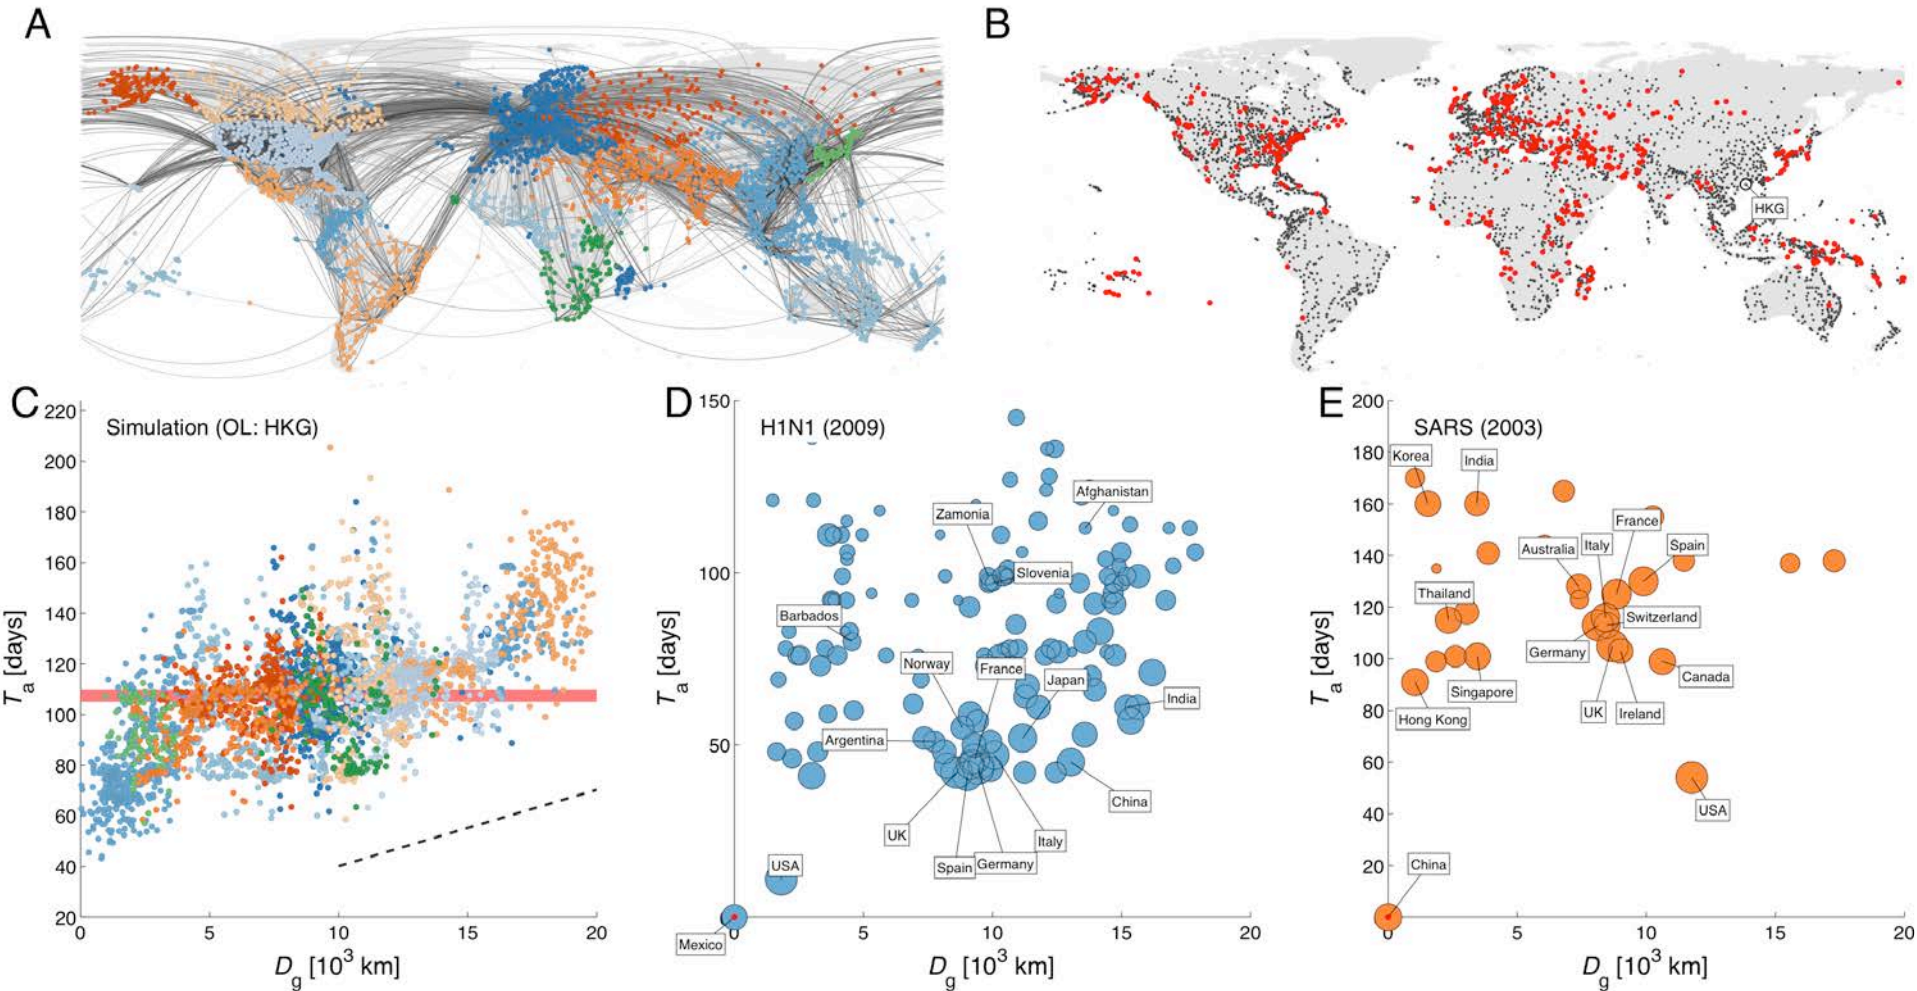 A
B
HKG
C
Simulation (OL: HKG)
220
200
180
160
140
120
100
80
60
40
20
0
5
10
15
20
T_a [days]
D_g [10^3 km]
D
H1N1 (2009)
150
100
50
0
5
10
15
20
T_a [days]
D_g [10^3 km]
Afghanistan
Zamonia
Slovenia
Barbados
Norway
France
Japan
India
Argentina
China
UK
Italy
Spain
Germany
USA
Mexico
E
SARS (2003)
200
180
160
140
120
100
80
60
40
20
0
5
10
15
20
T_a [days]
D_g [10^3 km]
Korea
India
France
Australia
Italy
Spain
Thailand
Switzerland
Germany
Singapore
Canada
Hong Kong
UK
Ireland
USA
China